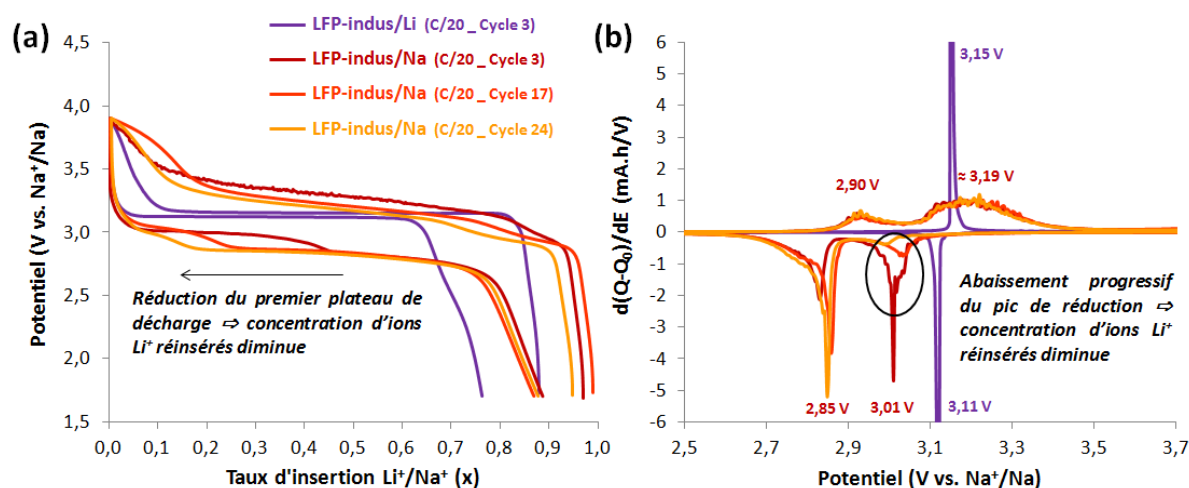 (a)
LFP-indus/Li (C/20 _ Cycle 3)
LFP-indus/Na (C/20 _ Cycle 3)
LFP-indus/Na (C/20 _ Cycle 17)
LFP-indus/Na (C/20 _ Cycle 24)
4,5
4,0
3,5
3,0
2,5
2,0
1,5
Potentiel (V vs. Na⁺/Na)
Réduction du premier plateau de
décharge ⇨ concentration d'ions
Li⁺ réinsérés diminue
0,0 0,1 0,2 0,3 0,4 0,5 0,6 0,7 0,8 0,9 1,0
Taux d'insertion Li⁺/Na⁺ (x)
(b)
6
5
4
3
2
1
0
-1
-2
-3
-4
-5
-6
d(Q-Q₀)/dE (mA.h/V)
3,15 V
2,90 V
≈ 3,19 V
Abaissement progressif
du pic de réduction ⇨
concentration d'ions Li⁺
réinsérés diminue
2,85 V
3,01 V
3,11 V
2,5 2,7 2,9 3,1 3,3 3,5 3,7
Potentiel (V vs. Na⁺/Na)